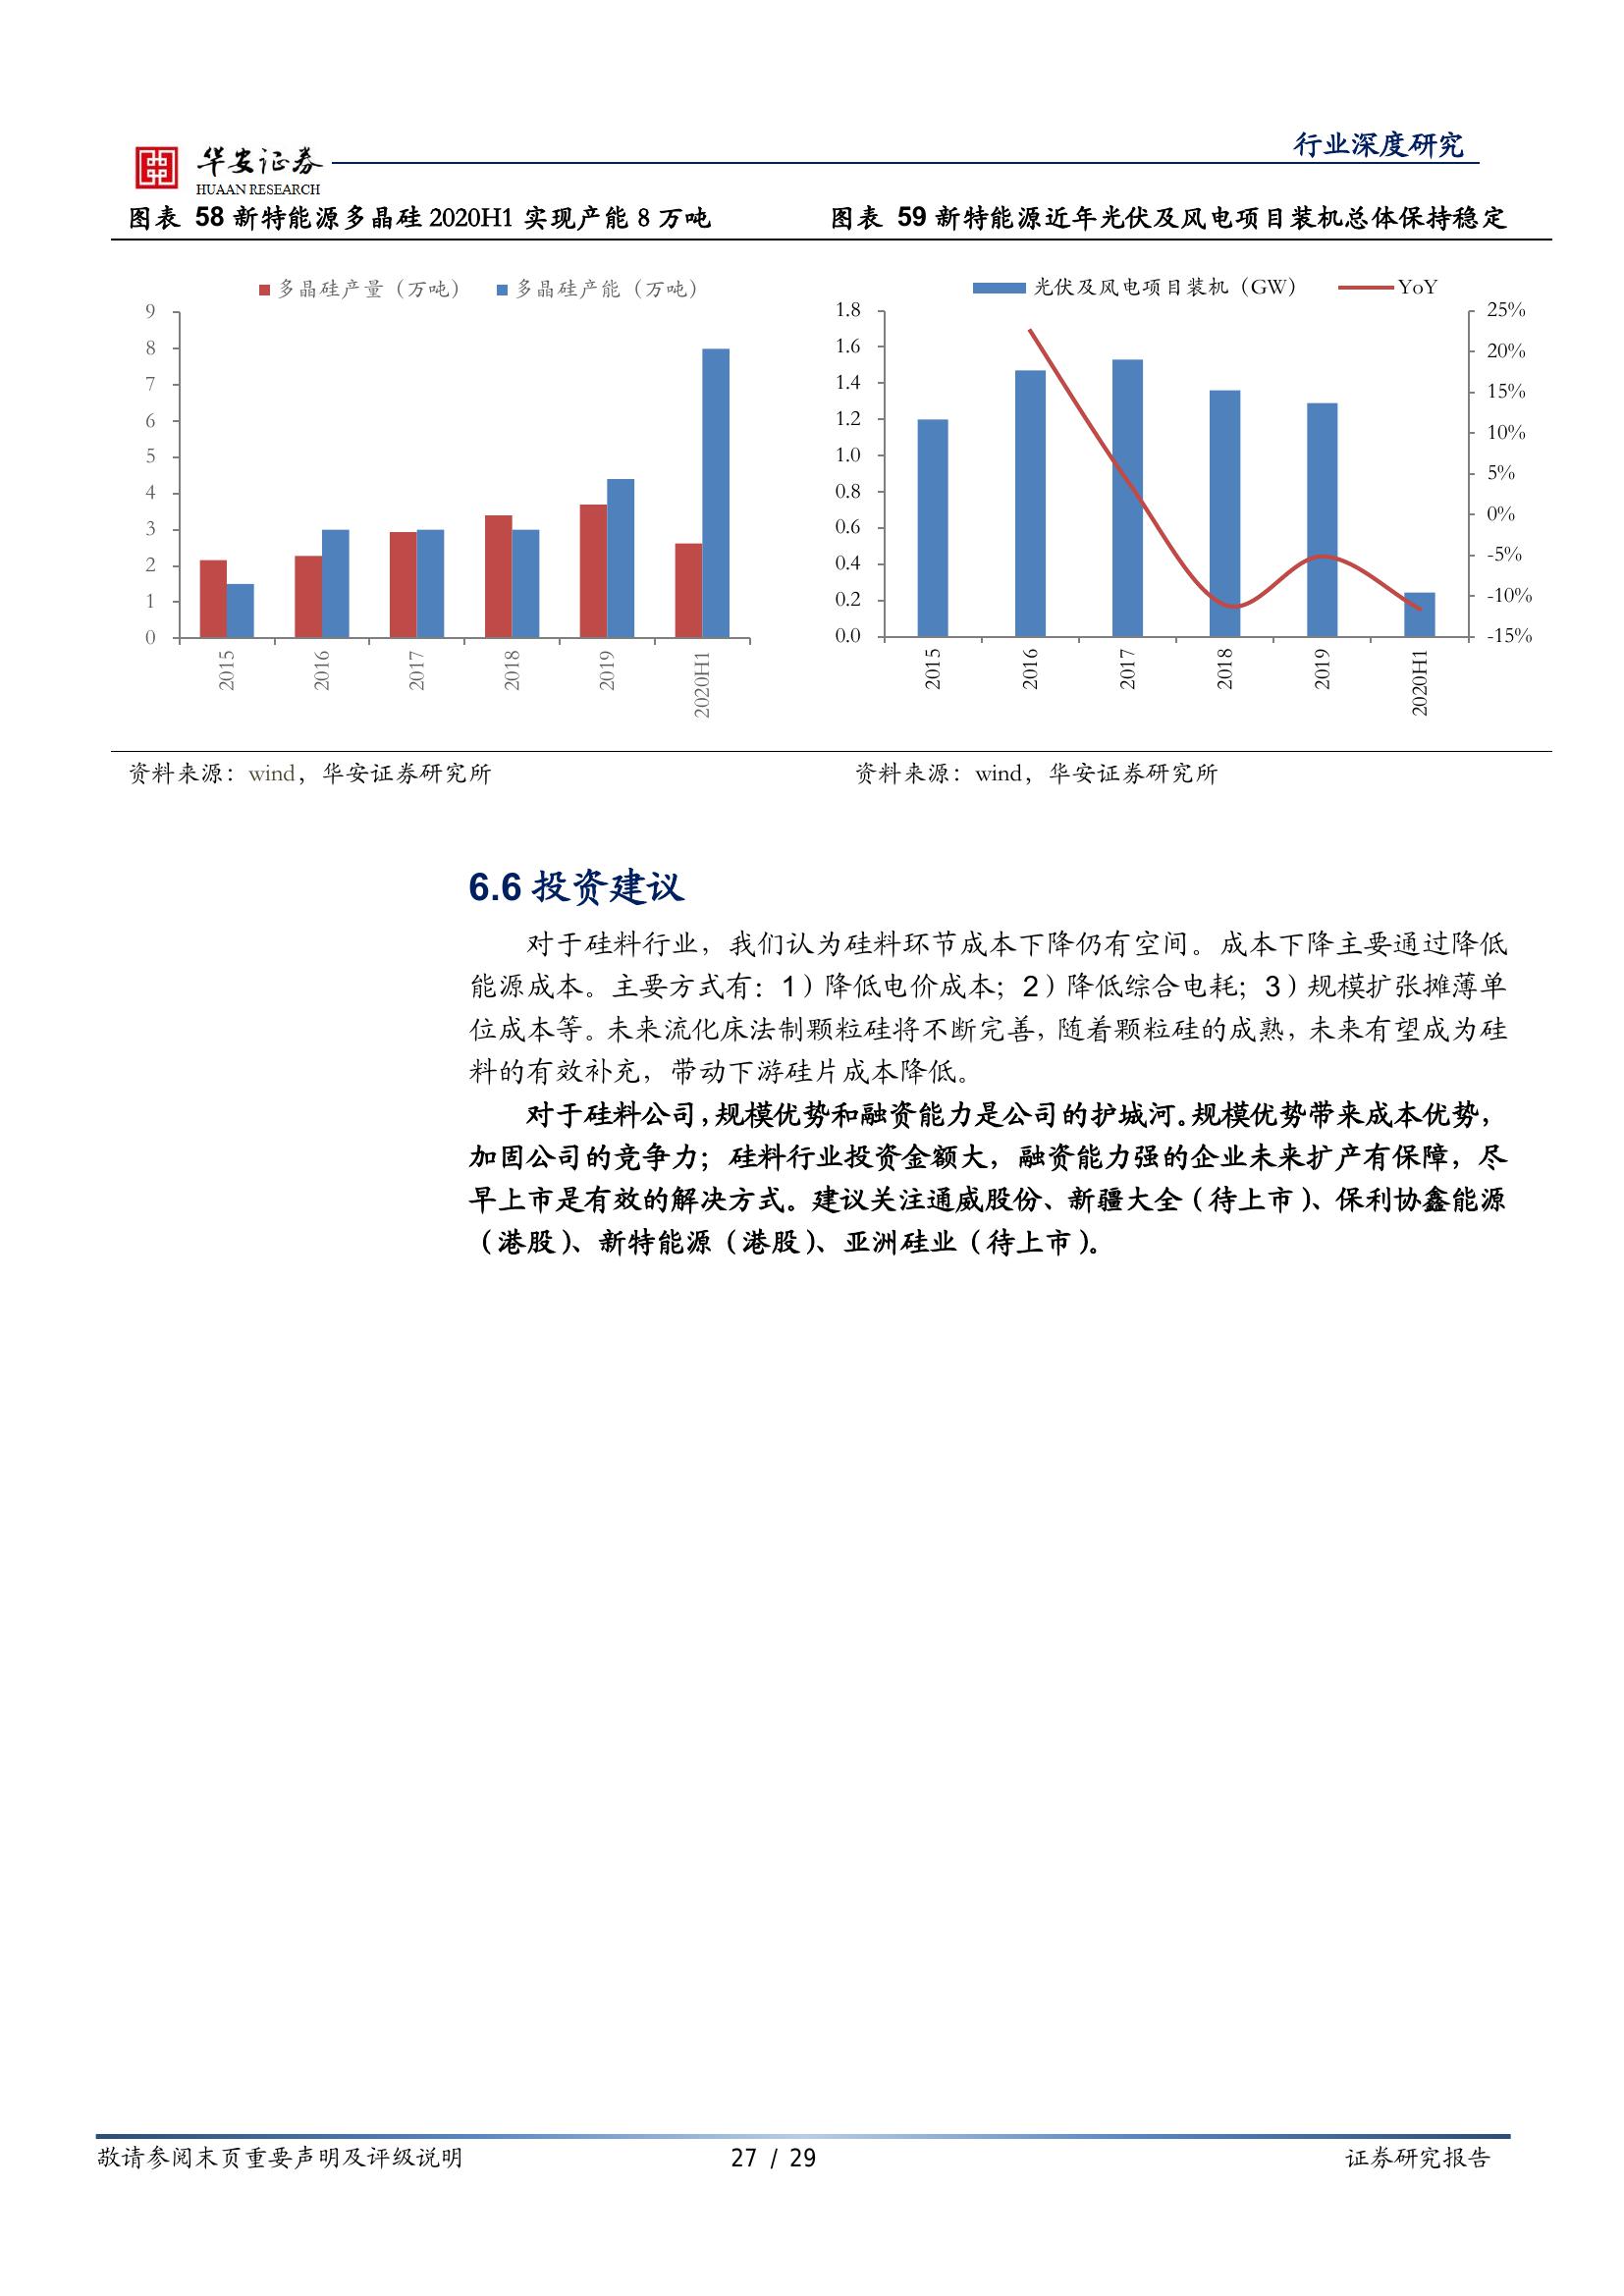 行业深度研究
华安证券
HUAAN RESEARCH
图表 58 新特能源多晶硅 2020H1 实现产能 8 万吨
图表 59 新特能源近年光伏及风电项目装机总体保持稳定
多晶硅产量（万吨） 多晶硅产能（万吨）
9
8
7
6
5
4
3
2
1
0
2015 2016 2017 2018 2019 2020H1
光伏及风电项目装机（GW） YoY
1.8
1.6
1.4
1.2
1.0
0.8
0.6
0.4
0.2
0.0
25%
20%
15%
10%
5%
0%
-5%
-10%
-15%
2015 2016 2017 2018 2019 2020H1
资料来源：wind，华安证券研究所
资料来源：wind，华安证券研究所
6.6 投资建议
对于硅料行业，我们认为硅料环节成本下降仍有空间。成本下降主要通过降低
能源成本。主要方式有：1）降低电价成本；2）降低综合电耗；3）规模扩张摊薄单
位成本等。未来流化床法制颗粒硅将不断完善，随着颗粒硅的成熟，未来有望成为硅
料的有效补充，带动下游硅片成本降低。
对于硅料公司，规模优势和融资能力是公司的护城河。规模优势带来成本优势，
加固公司的竞争力；硅料行业投资金额大，融资能力强的企业未来扩产有保障，尽
早上市是有效的解决方式。建议关注通威股份、新疆大全（待上市）、保利协鑫能源
（港股）、新特能源（港股）、亚洲硅业（待上市）。
敬请参阅末页重要声明及评级说明
27 / 29
证券研究报告